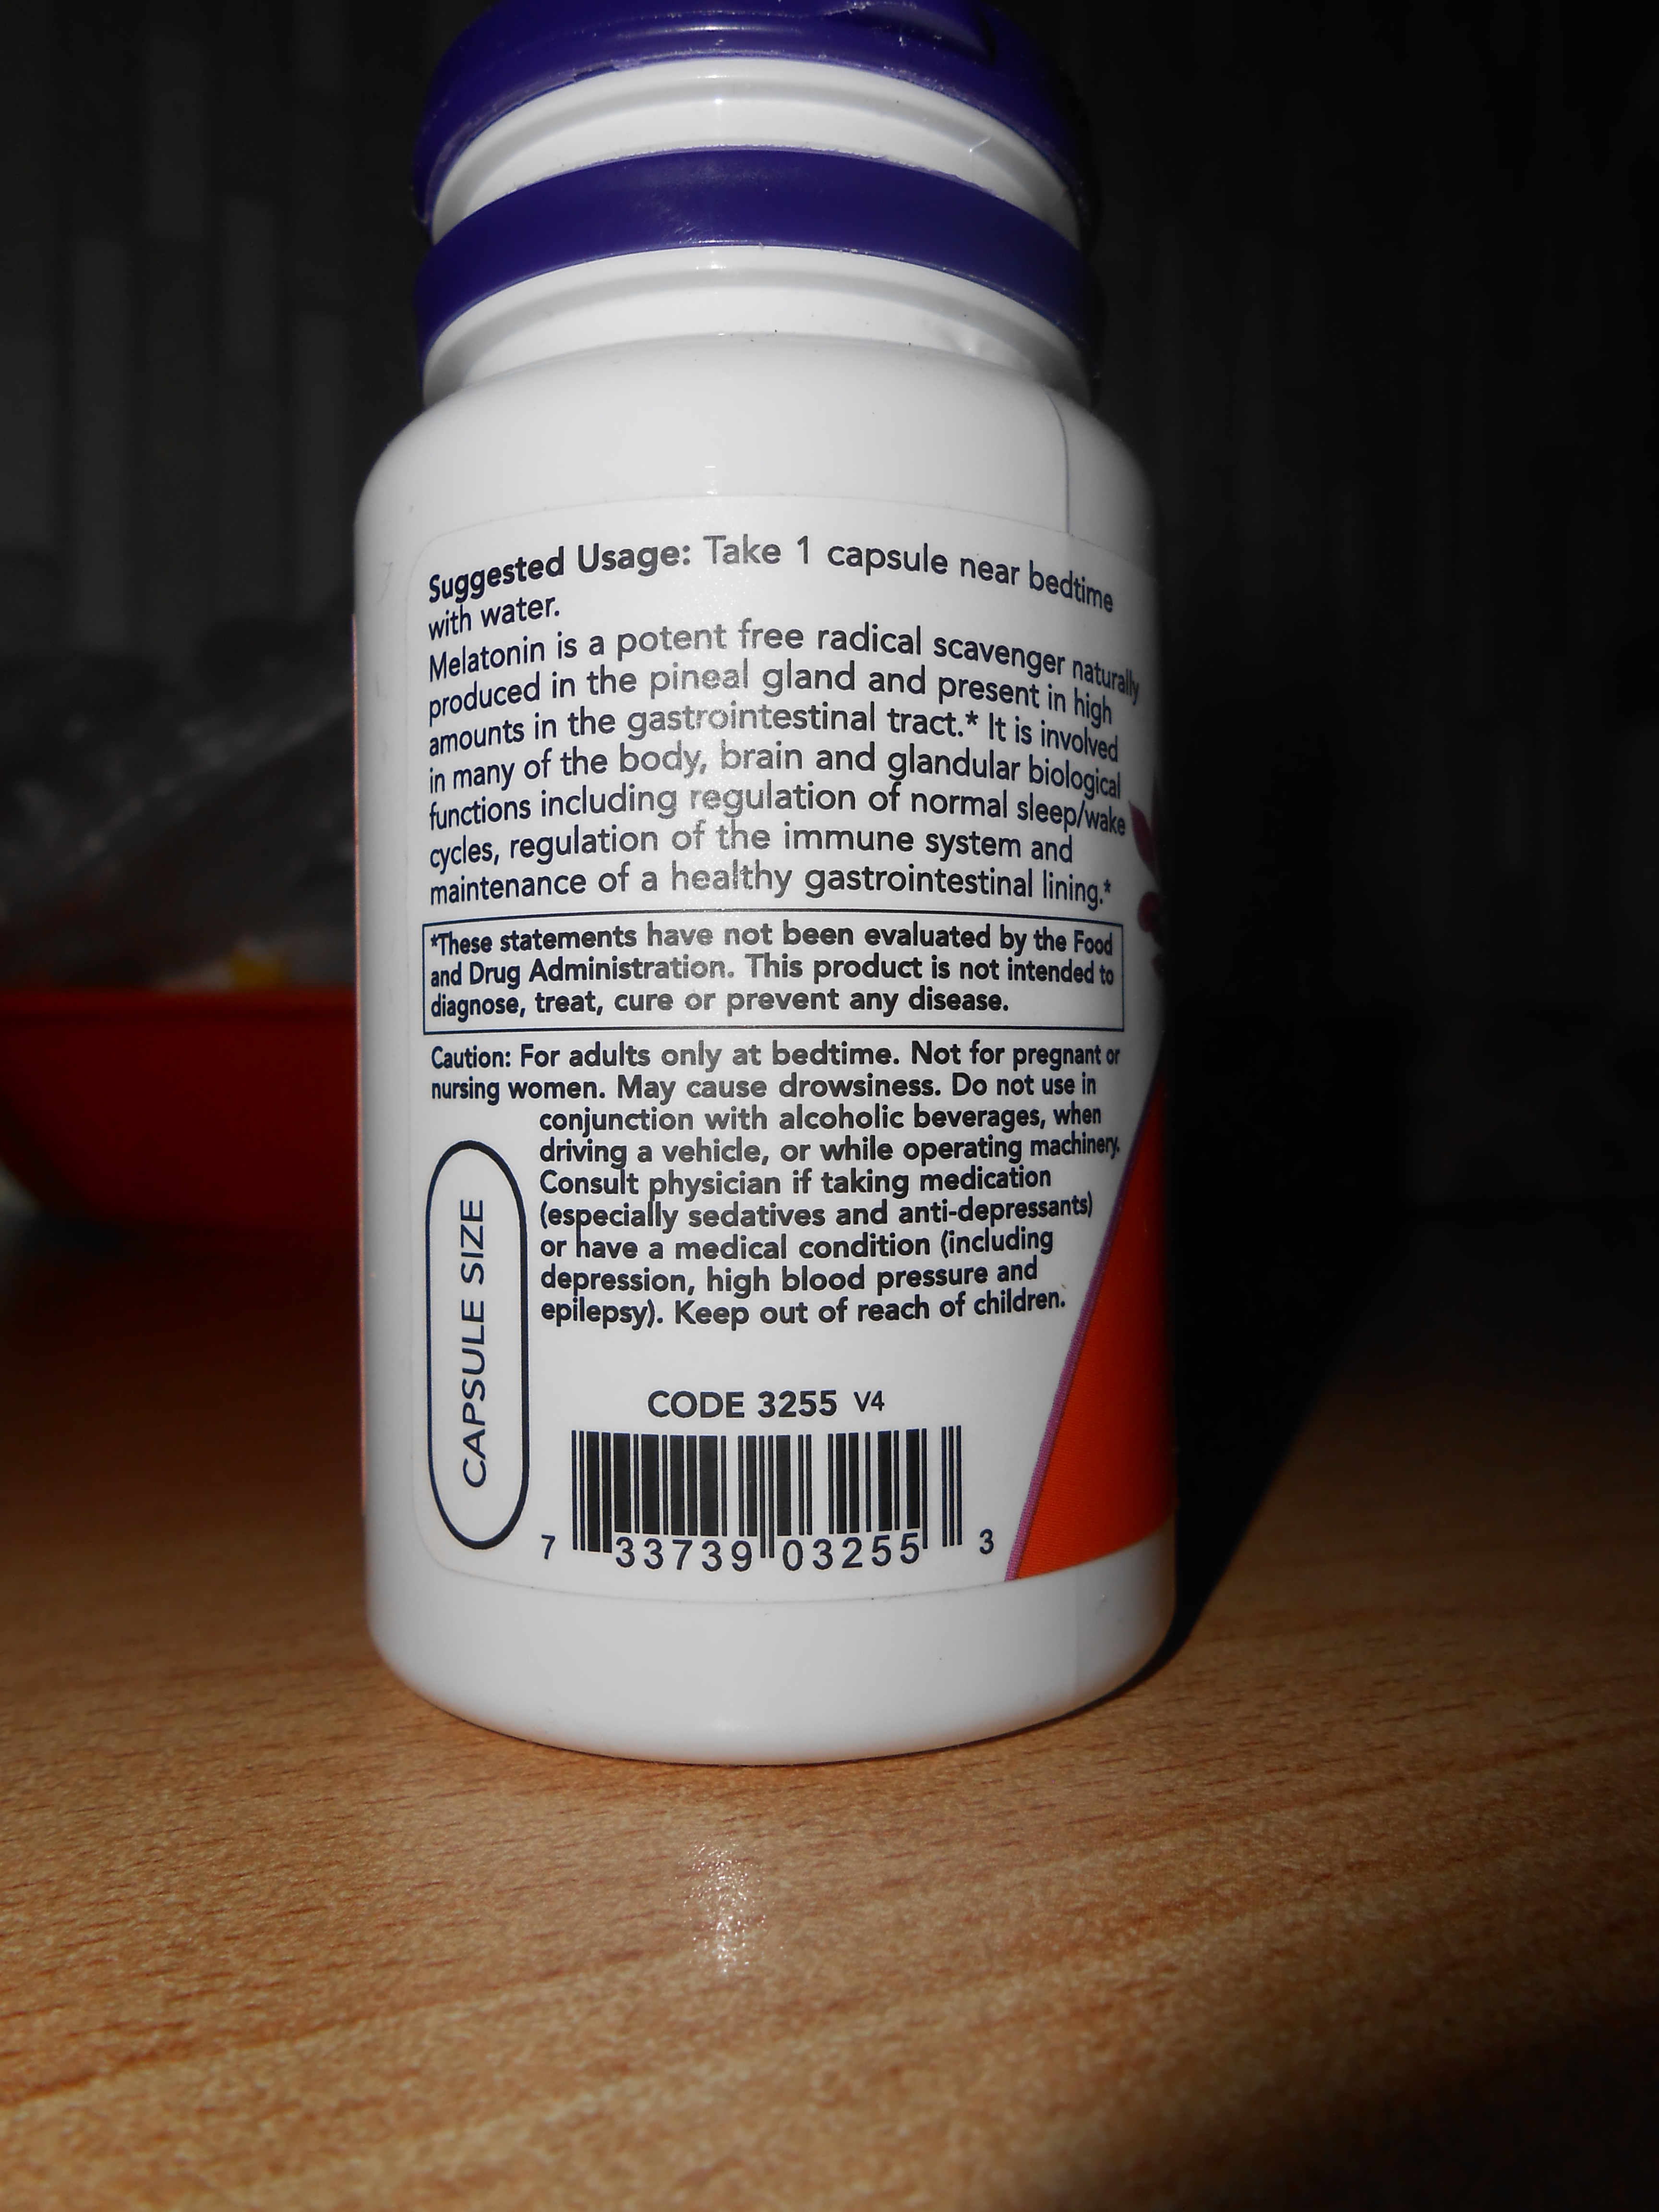 Suggested Usage: Take 1 capsule near bedtime
with water.
Melatonin is a potent free radical scavenger naturally
produced in the pineal gland and present in high
amounts in the gastrointestinal tract.* It is involved
in many of the body, brain and glandular biological
functions including regulation of normal sleep/wake
cycles, regulation of the immune system and
maintenance of a healthy gastrointestinal lining.*
*These statements have not been evaluated by the Food
and Drug Administration. This product is not intended to
diagnose, treat, cure or prevent any disease.
Caution: For adults only at bedtime. Not for pregnant or
nursing women. May cause drowsiness. Do not use in
conjunction with alcoholic beverages, when
driving a vehicle, or while operating machinery.
Consult physician if taking medication
(especially sedatives and anti-depressants)
or have a medical condition (including
depression, high blood pressure and
epilepsy). Keep out of reach of children.
CAPSULE SIZE
CODE 3255 V4
7 33739 03255 3